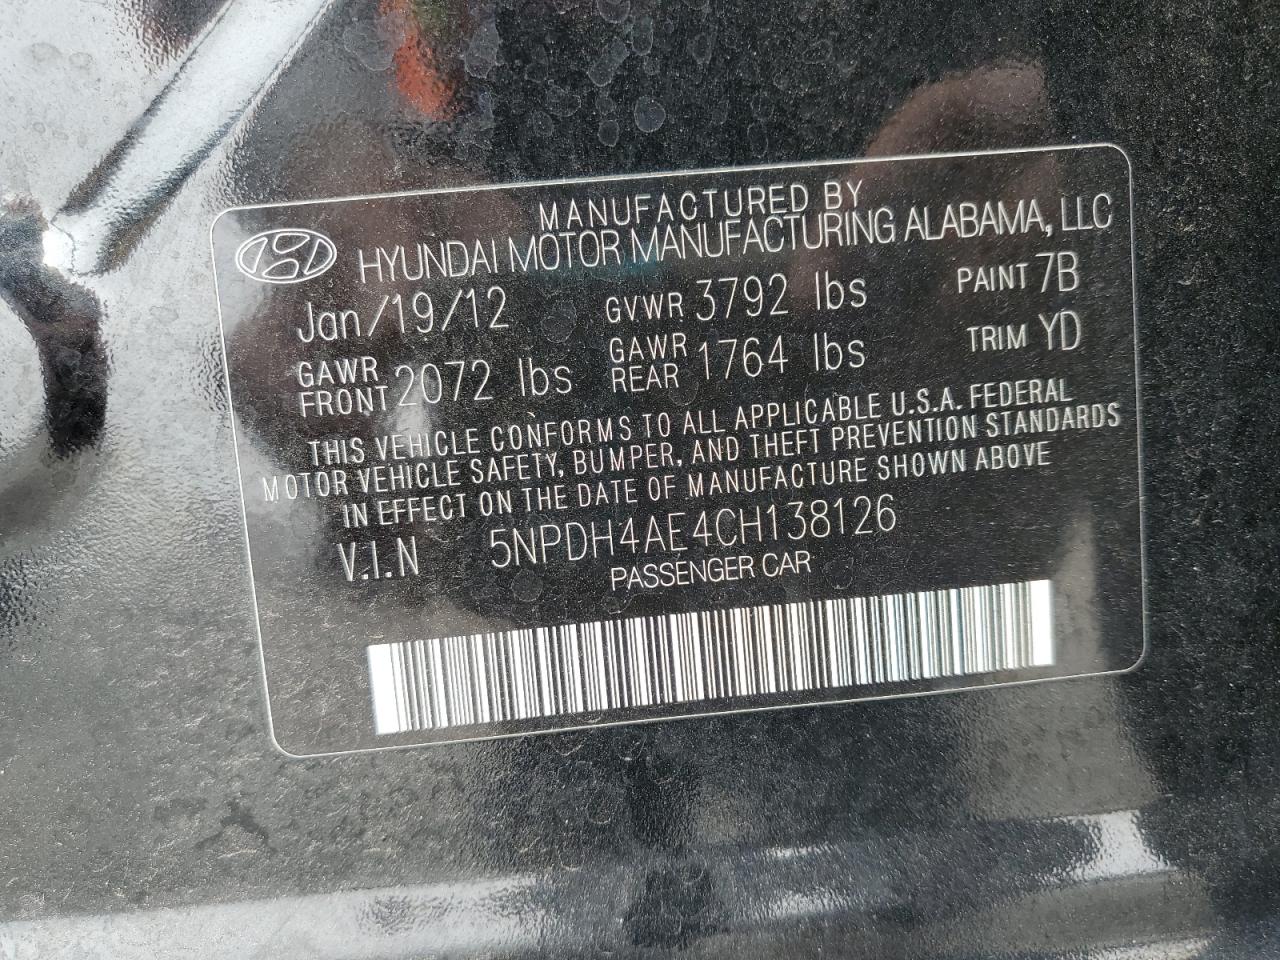 MANUFACTURED BY
HYUNDAI MOTOR MANUFACTURING ALABAMA, LLC
Jan/19/12 GVWR 3792 lbs PAINT 7B
GAWR FRONT 2072 lbs GAWR REAR 1764 lbs TRIM YD
THIS VEHICLE CONFORMS TO ALL APPLICABLE U.S.A. FEDERAL
MOTOR VEHICLE SAFETY, BUMPER, AND THEFT PREVENTION STANDARDS
IN EFFECT ON THE DATE OF MANUFACTURE SHOWN ABOVE
V.I.N 5NPDH4AE4CH138126
PASSENGER CAR